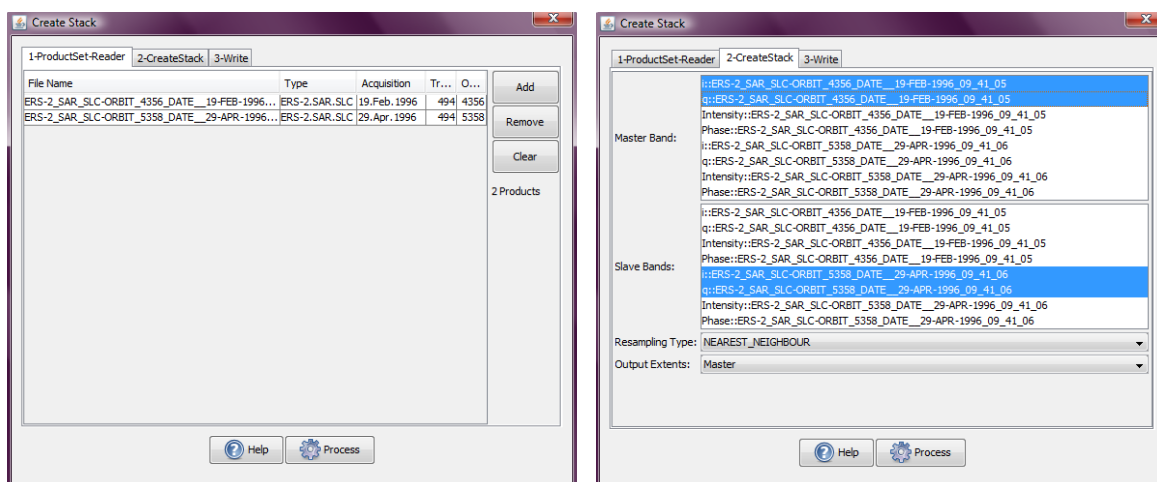 Create Stack
1-ProductSet-Reader 2-CreateStack 3-Write
File Name Type Acquisition Tr... O...
ERS-2_SAR_SLC-ORBIT_4356_DATE__19-FEB-1996... ERS-2.SAR.SLC 19.Feb.1996 494 4356
ERS-2_SAR_SLC-ORBIT_5358_DATE__29-APR-1996... ERS-2.SAR.SLC 29.Apr.1996 494 5358
Add
Remove
Clear
2 Products
Help Process
Create Stack
1-ProductSet-Reader 2-CreateStack 3-Write
Master Band:
i::ERS-2_SAR_SLC-ORBIT_4356_DATE__19-FEB-1996_09_41_05
q::ERS-2_SAR_SLC-ORBIT_4356_DATE__19-FEB-1996_09_41_05
Intensity::ERS-2_SAR_SLC-ORBIT_4356_DATE__19-FEB-1996_09_41_05
Phase::ERS-2_SAR_SLC-ORBIT_4356_DATE__19-FEB-1996_09_41_05
i::ERS-2_SAR_SLC-ORBIT_5358_DATE__29-APR-1996_09_41_06
q::ERS-2_SAR_SLC-ORBIT_5358_DATE__29-APR-1996_09_41_06
Intensity::ERS-2_SAR_SLC-ORBIT_5358_DATE__29-APR-1996_09_41_06
Phase::ERS-2_SAR_SLC-ORBIT_5358_DATE__29-APR-1996_09_41_06
Slave Bands:
i::ERS-2_SAR_SLC-ORBIT_4356_DATE__19-FEB-1996_09_41_05
q::ERS-2_SAR_SLC-ORBIT_4356_DATE__19-FEB-1996_09_41_05
Intensity::ERS-2_SAR_SLC-ORBIT_4356_DATE__19-FEB-1996_09_41_05
Phase::ERS-2_SAR_SLC-ORBIT_4356_DATE__19-FEB-1996_09_41_05
i::ERS-2_SAR_SLC-ORBIT_5358_DATE__29-APR-1996_09_41_06
q::ERS-2_SAR_SLC-ORBIT_5358_DATE__29-APR-1996_09_41_06
Intensity::ERS-2_SAR_SLC-ORBIT_5358_DATE__29-APR-1996_09_41_06
Phase::ERS-2_SAR_SLC-ORBIT_5358_DATE__29-APR-1996_09_41_06
Resampling Type: NEAREST_NEIGHBOUR
Output Extents: Master
Help Process